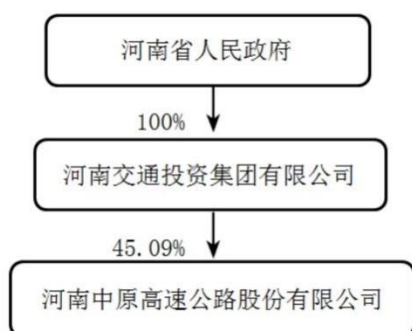 河南省人民政府
100%
河南交通投资集团有限公司
45.09%
河南中原高速公路股份有限公司